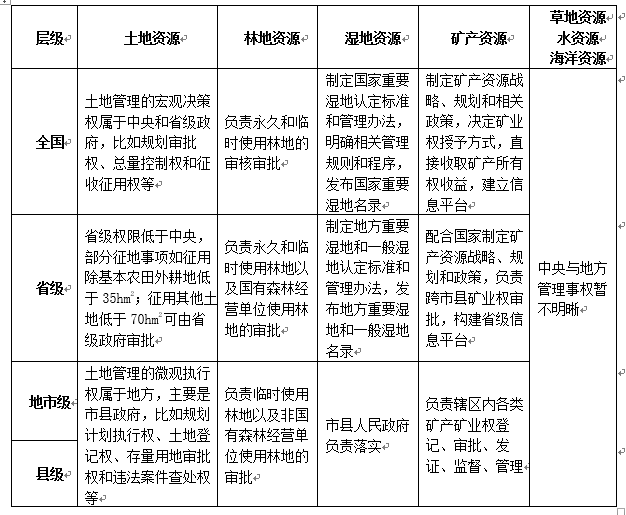 层级
土地资源
林地资源
湿地资源
矿产资源
草地资源
水资源
海洋资源
全国
土地管理的宏观决策
权属于中央和省级政
府，比如规划审批
权、总量控制权和征
收征用权等
负责永久和临
时使用林地的
审核审批
制定国家重要
湿地认定标准
和管理办法，
明确相关管理
规则和程序，
发布国家重要
湿地名录
制定矿产资源战
略、规划和相关
政策，决定矿业
权授予方式，直
接收取矿产所有
权收益，建立信
息平台
中央与地方
管理事权暂
不明晰
省级
省级权限低于中央，
部分征地事项如征用
除基本农田外耕地低
于 35hm²；征用其他土
地低于 70hm²可由省
级政府审批
负责永久和临
时使用林地以
及国有森林经
营单位使用林
地的审批
制定地方重要
湿地和一般湿
地认定标准和
管理办法，发
布地方重要湿
地和一般湿地
名录
配合国家制定矿
产资源战略、规
划和政策，负责
跨市县矿业权审
批，构建省级信
息平台
地市级
县级
土地管理的微观执行
权属于地方，主要是
市县政府，比如规划
计划执行权、土地登
记权、存量用地审批
权和违法案件查处权
等
负责临时使用
林地以及非国
有森林经营单
位使用林地的
审批
市县人民政府
负责落实
负责辖区内各类
矿产矿业权登
记、审批、发
证、监督、管理